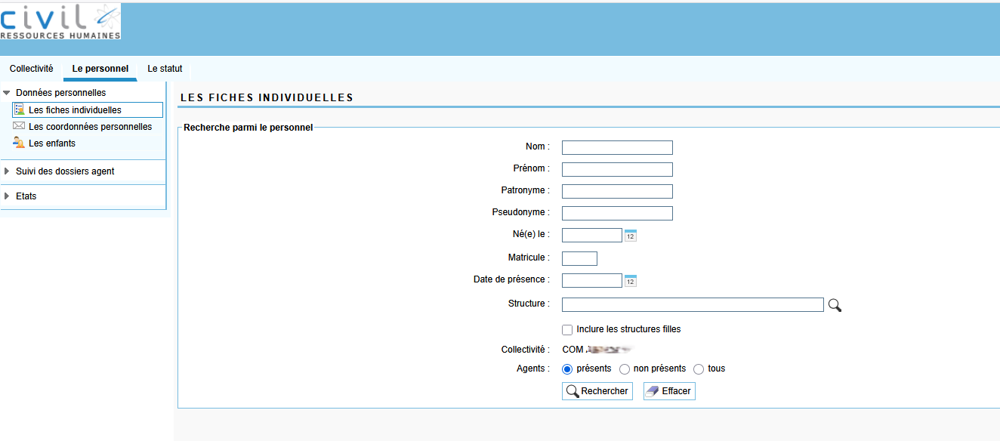 civil
RESSOURCES HUMAINES
Collectivité Le personnel Le statut
Données personnelles
Les fiches individuelles
Les coordonnées personnelles
Les enfants
Suivi des dossiers agent
Etats
LES FICHES INDIVIDUELLES
Recherche parmi le personnel
Nom :
Prénom :
Patronyme :
Pseudonyme :
Né(e) le : 12
Matricule :
Date de présence : 12
Structure :
Inclure les structures filles
Collectivité : COM
Agents : présents non présents tous
Rechercher Effacer